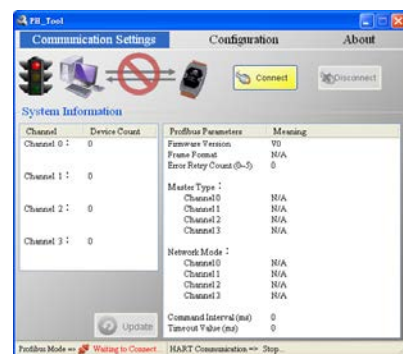 PH_Tool
Communication Settings Configuration About
Connect Disconnect
System Information
Channel Device Count
Channel 0 : 0
Channel 1 : 0
Channel 2 : 0
Channel 3 : 0
Update
Profibus Parameters Meaning
Firmware Version V0
Frame Format N/A
Error Retry Count (0~5) 0
Master Type :
Channel0 N/A
Channel1 N/A
Channel2 N/A
Channel3 N/A
Network Mode :
Channel0 N/A
Channel1 N/A
Channel2 N/A
Channel3 N/A
Command Interval (ms) 0
Timeout Value (ms) 0
Profibus Mode => Waiting to Connect... HART Communication => Stop...